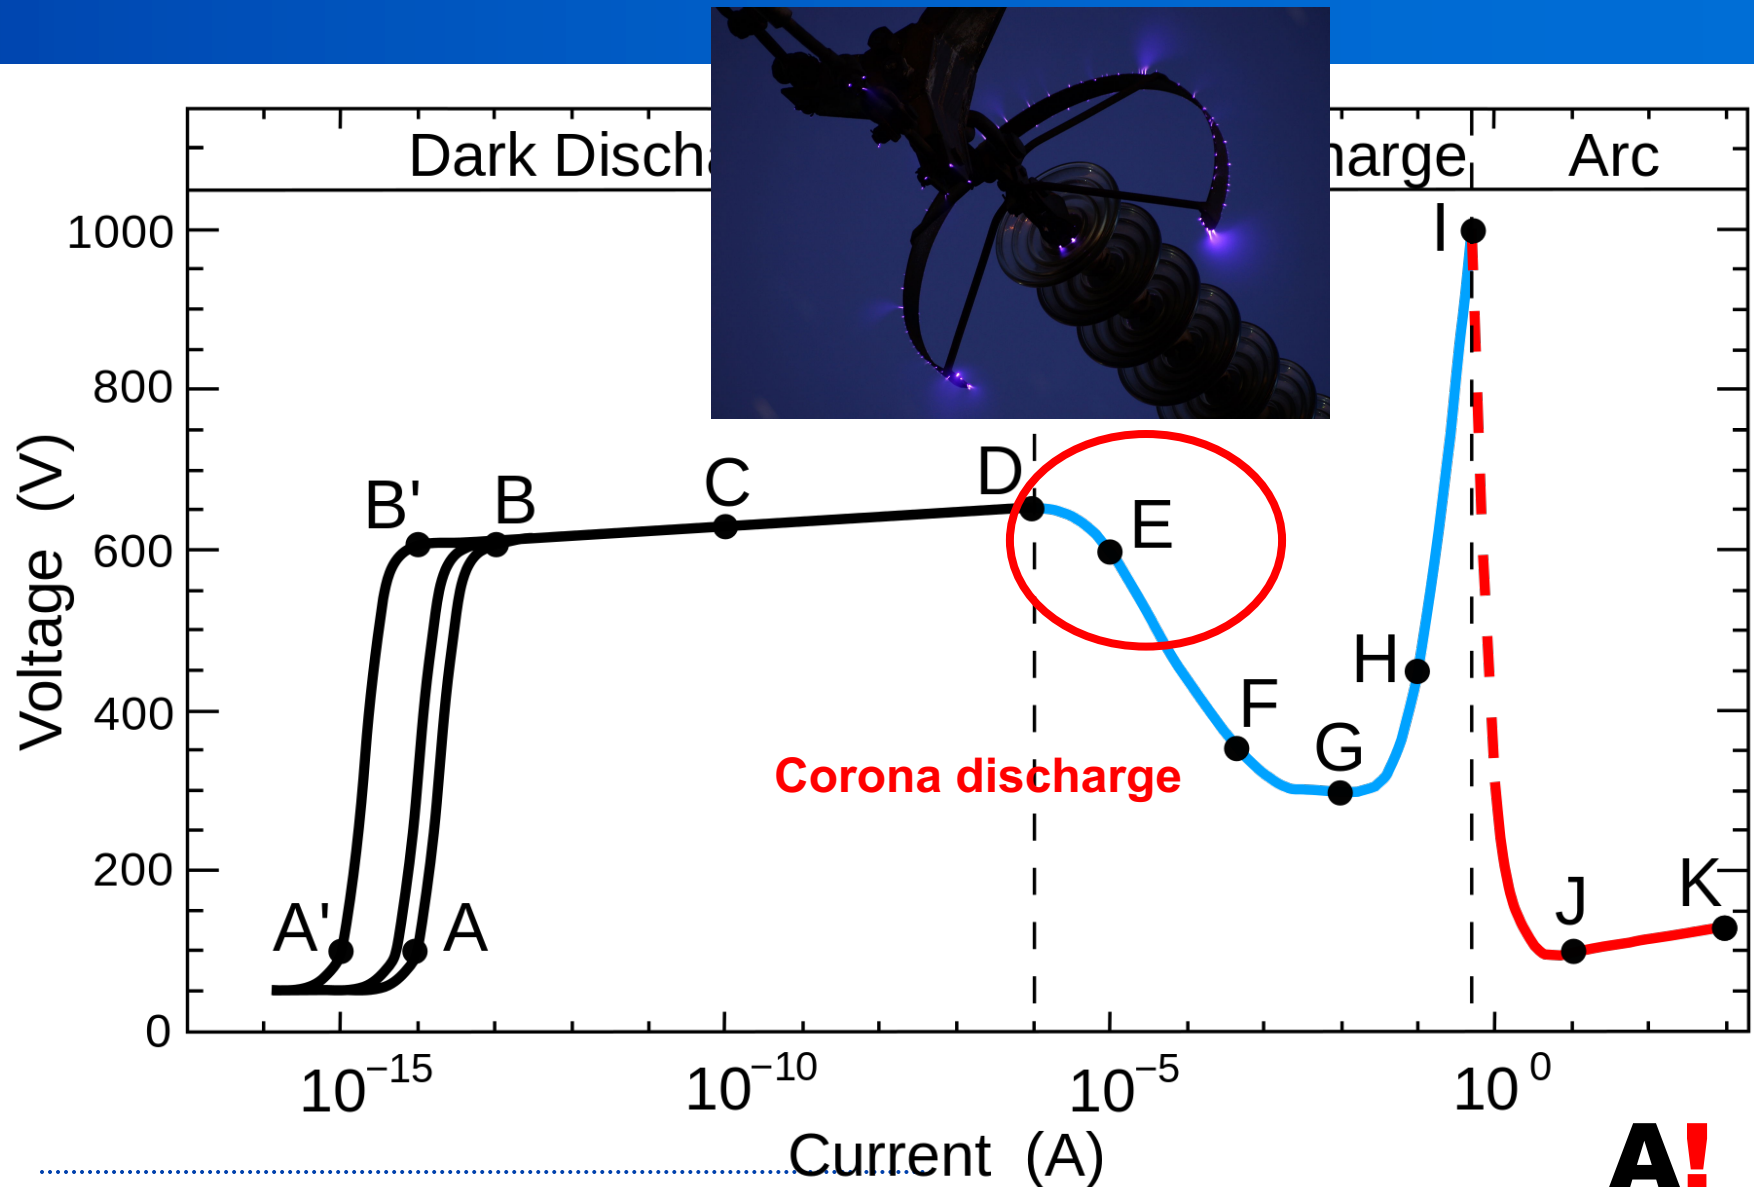 Dark Discha
harge
Arc
1000
800
600
400
200
0
Voltage (V)
A'
A
B'
B
C
D
E
F
G
H
I
J
K
Corona discharge
10⁻¹⁵
10⁻¹⁰
10⁻⁵
10⁰
Current (A)
A!